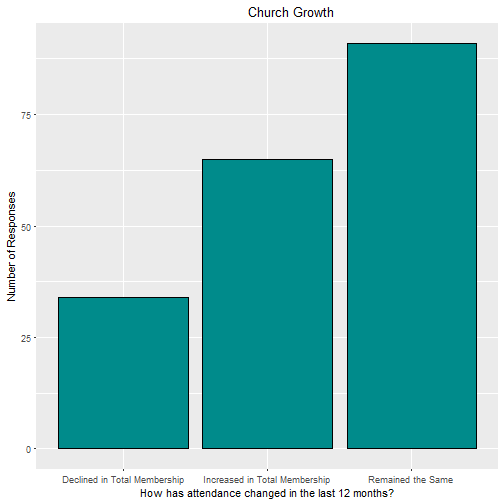 Church Growth
Number of Responses
75
50
25
0
Declined in Total Membership
Increased in Total Membership
Remained the Same
How has attendance changed in the last 12 months?